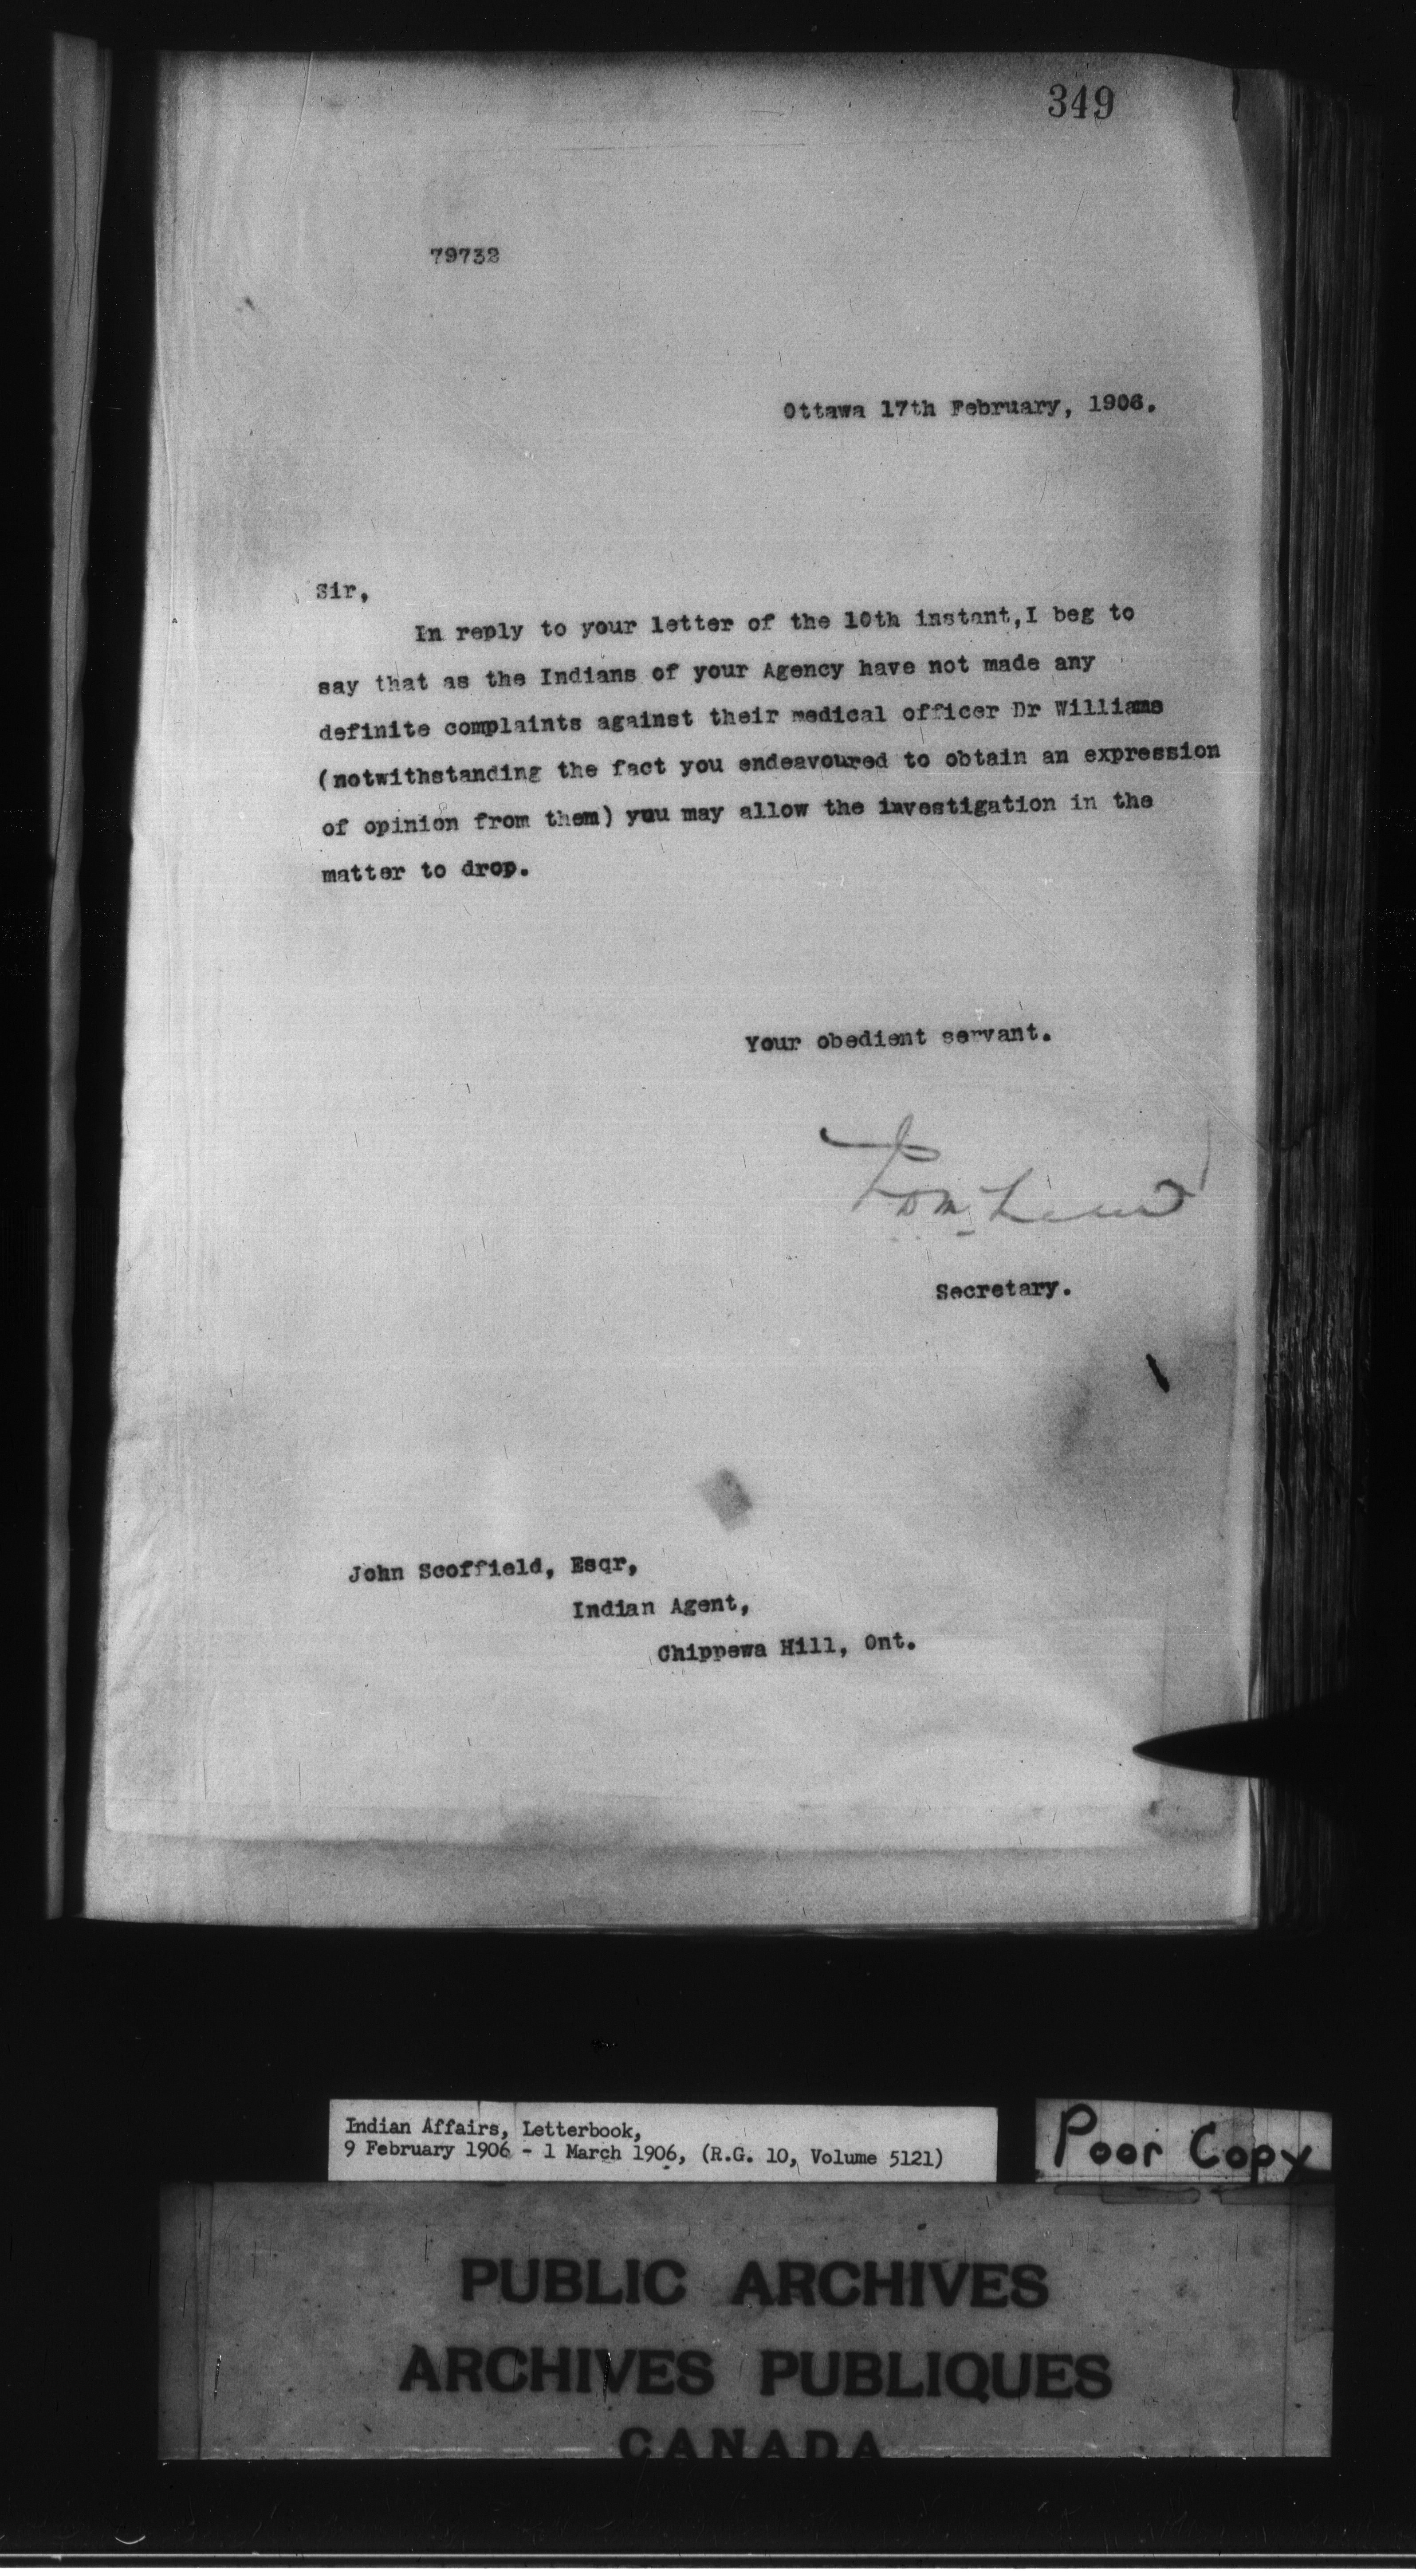 349
79732
Ottawa 17th February, 1906.
Sir,
In reply to your letter of the 10th instant,I beg to
say that as the Indians of your Agency have not made any
definite complaints against their medical officer Dr Williams
(notwithstanding the fact you endeavoured to obtain an expression
of opinion from them) you may allow the investigation in the
matter to drop.
Your obedient servant.
Secretary.
John Scoffield, Esqr,
Indian Agent,
Chippewa Hill, Ont.
Indian Affairs, Letterbook,
9 February 1906 - 1 March 1906, (R.G. 10, Volume 5121)
Poor Copy
PUBLIC ARCHIVES
ARCHIVES PUBLIQUES
CANADA